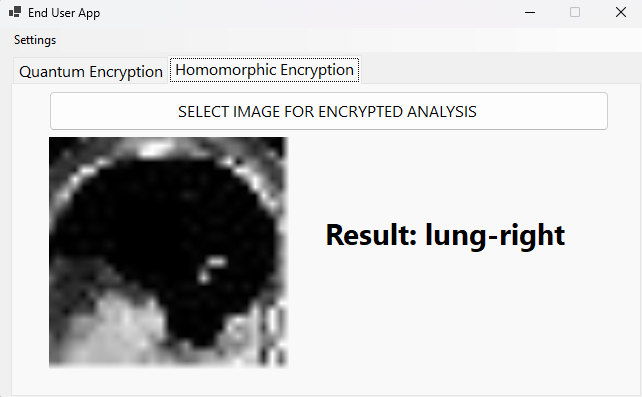 End User App
Settings
Quantum Encryption
Homomorphic Encryption
SELECT IMAGE FOR ENCRYPTED ANALYSIS
Result: lung-right